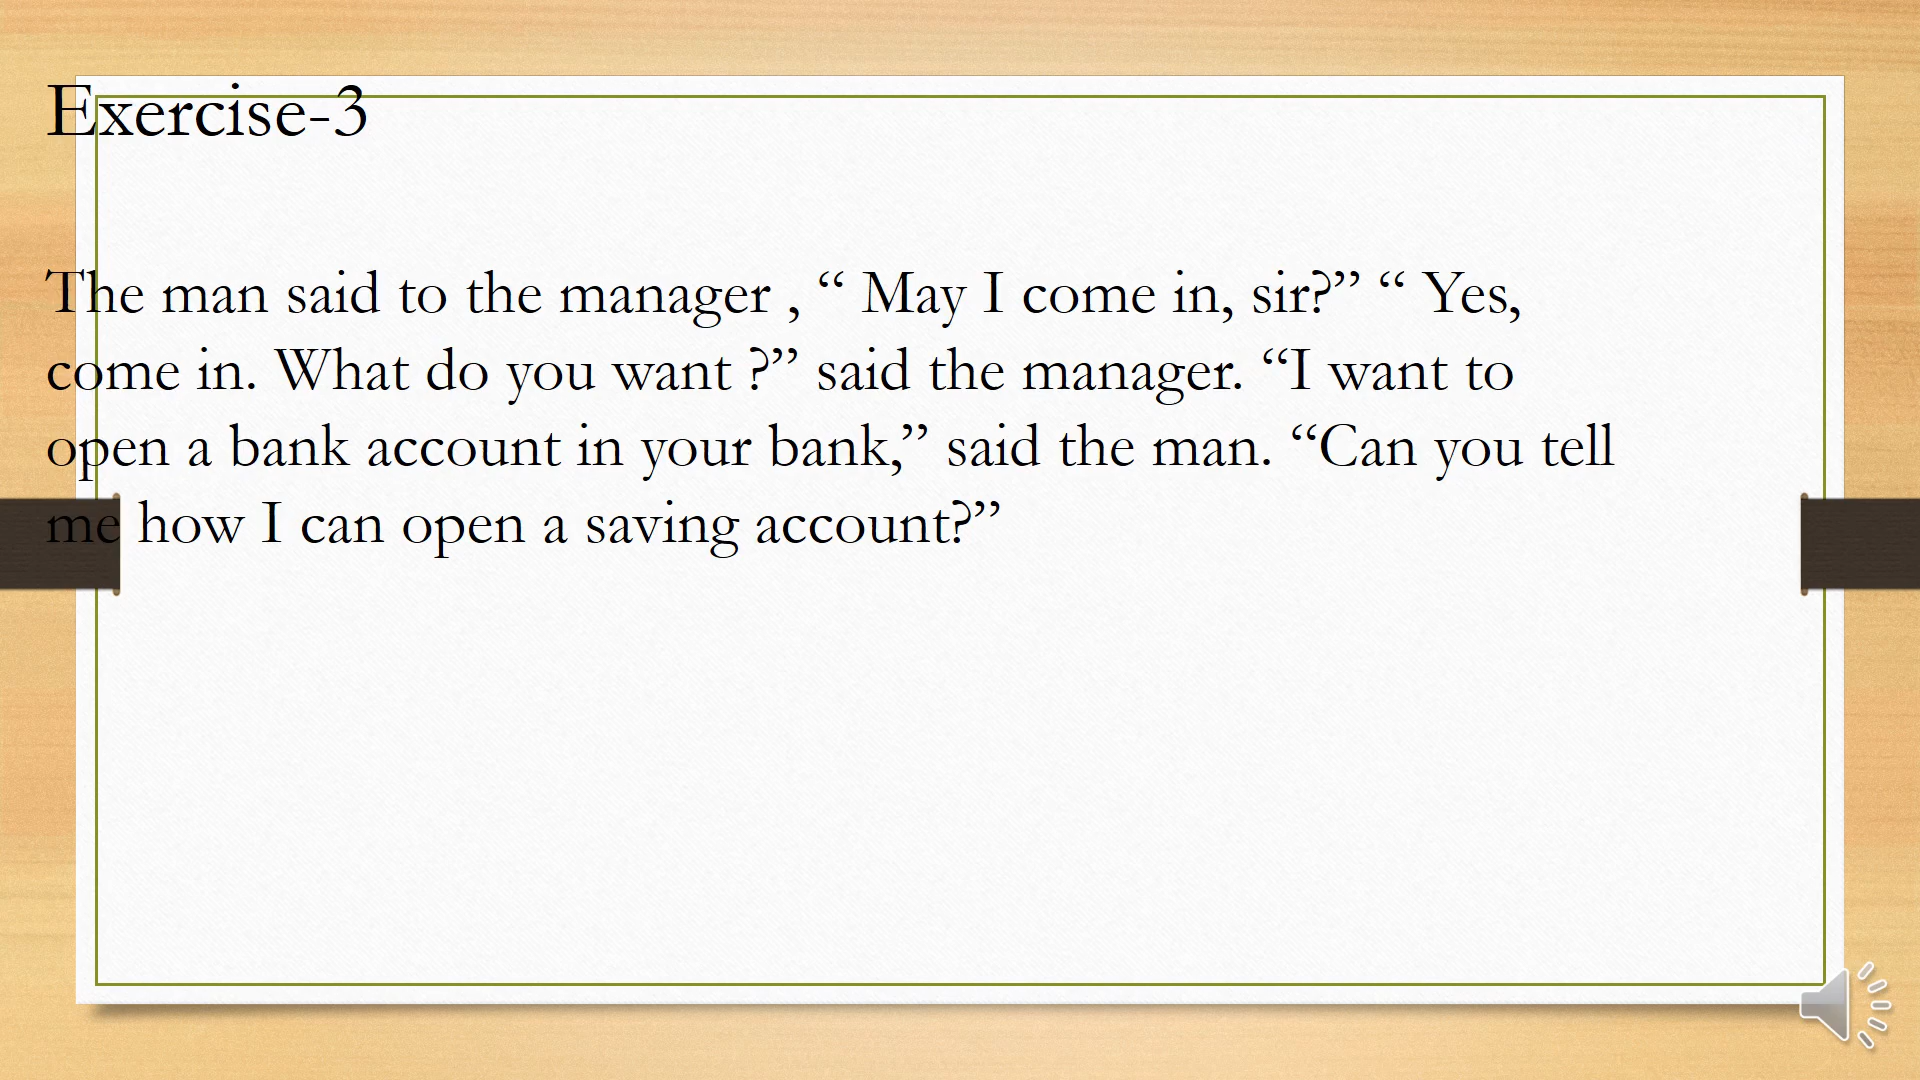 Exercise-3
The man said to the manager , “ May I come in, sir?” “ Yes,
come in. What do you want ?” said the manager. “I want to
open a bank account in your bank,” said the man. “Can you tell
me how I can open a saving account?”